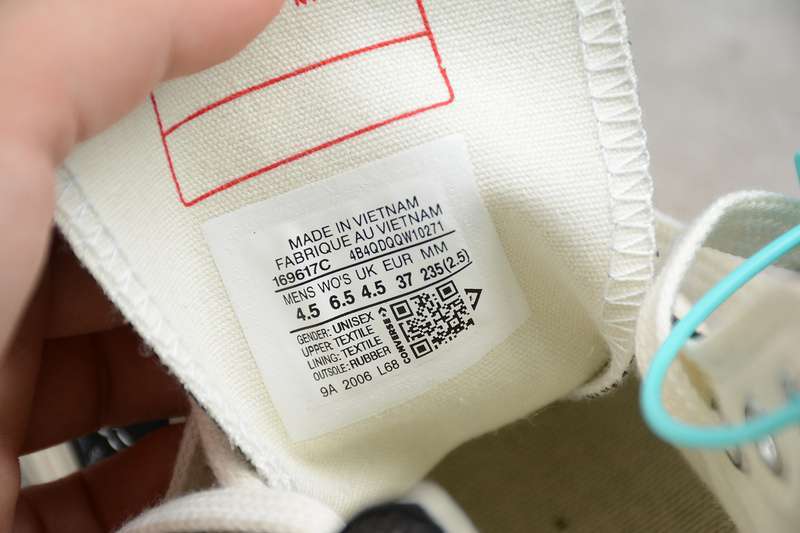 MADE IN VIETNAM
FABRIQUE AU VIETNAM
169617C 4B4QDQQW10271
MENS WO'S UK EUR MM
4.5 6.5 4.5 37 235(2.5)
GENDER: UNISEX
UPPER: TEXTILE
LINING: TEXTILE
OUTSOLE: RUBBER
9A 2006 L68
CONVERSE